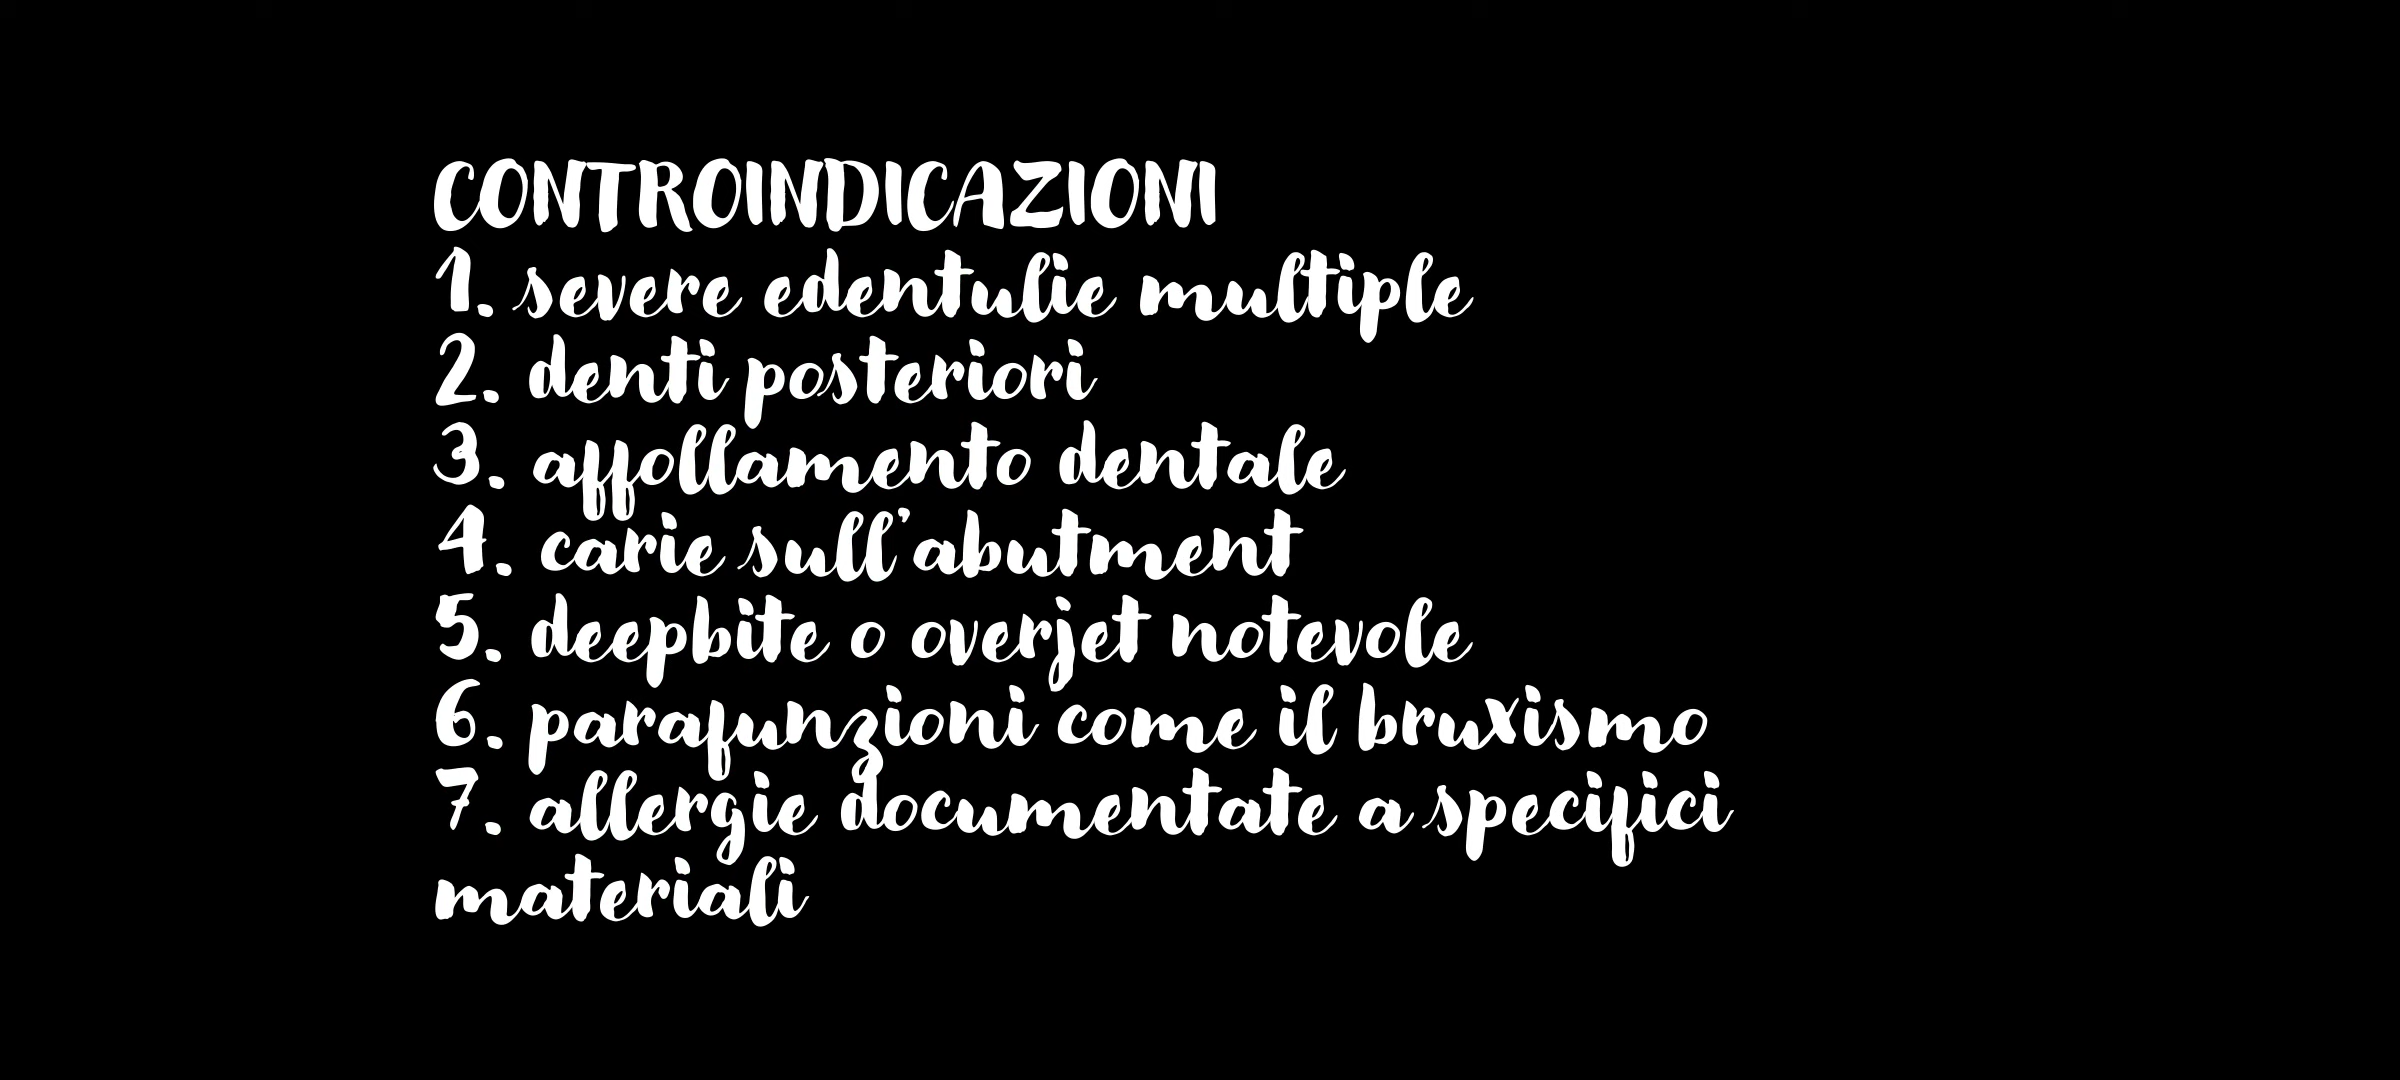 CONTROINDICAZIONI
1. severe edentulie multiple
2. denti posteriori
3. affollamento dentale
4. carie sull'abutment
5. deepbite o overjet notevole
6. parafunzioni come il bruxismo
7. allergie documentate a specifici
materiali